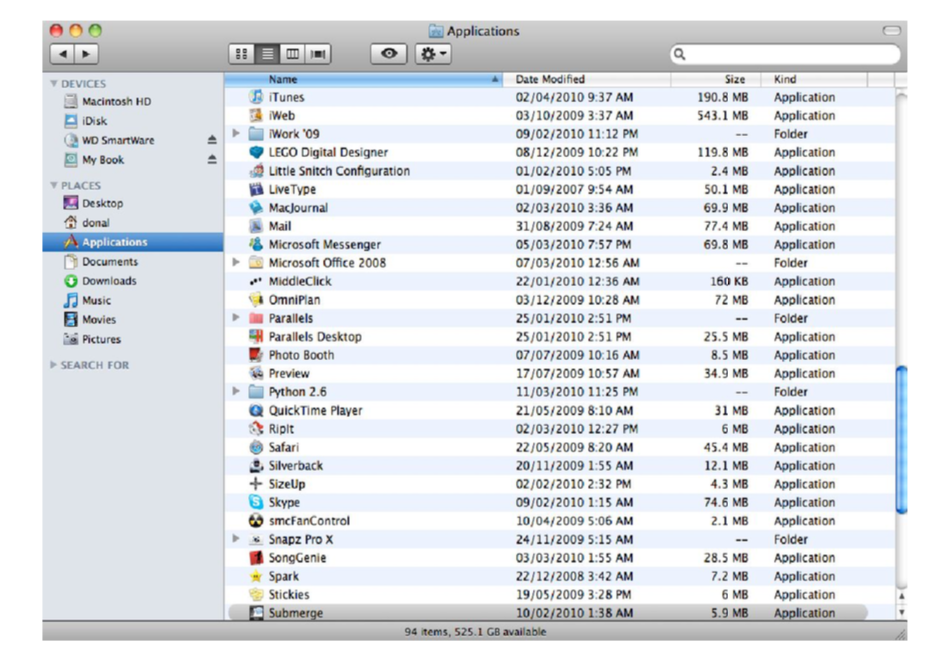 Applications
DEVICES
Macintosh HD
iDisk
WD SmartWare
My Book
PLACES
Desktop
donal
Applications
Documents
Downloads
Music
Movies
Pictures
SEARCH FOR
Name Date Modified Size Kind
iTunes 02/04/2010 9:37 AM 190.8 MB Application
iWeb 03/10/2009 3:37 AM 543.1 MB Application
iWork '09 09/02/2010 11:12 PM -- Folder
LEGO Digital Designer 08/12/2009 10:22 PM 119.8 MB Application
Little Snitch Configuration 01/02/2010 5:05 PM 2.4 MB Application
LiveType 01/09/2007 9:54 AM 50.1 MB Application
MacJournal 02/03/2010 3:36 AM 69.9 MB Application
Mail 31/08/2009 7:24 AM 77.4 MB Application
Microsoft Messenger 05/03/2010 7:57 PM 69.8 MB Application
Microsoft Office 2008 07/03/2010 12:56 AM -- Folder
MiddleClick 22/01/2010 12:36 AM 160 KB Application
OmniPlan 03/12/2009 10:28 AM 72 MB Application
Parallels 25/01/2010 2:51 PM -- Folder
Parallels Desktop 25/01/2010 2:51 PM 25.5 MB Application
Photo Booth 07/07/2009 10:16 AM 8.5 MB Application
Preview 17/07/2009 10:57 AM 34.9 MB Application
Python 2.6 11/03/2010 11:25 PM -- Folder
QuickTime Player 21/05/2009 8:10 AM 31 MB Application
RipIt 02/03/2010 12:27 PM 6 MB Application
Safari 22/05/2009 8:20 AM 45.4 MB Application
Silverback 20/11/2009 1:55 AM 12.1 MB Application
SizeUp 02/02/2010 2:32 PM 4.3 MB Application
Skype 09/02/2010 1:15 AM 74.6 MB Application
smcFanControl 10/04/2009 5:06 AM 2.1 MB Application
Snapz Pro X 24/11/2009 5:15 AM -- Folder
SongGenie 03/03/2010 1:55 AM 28.5 MB Application
Spark 22/12/2008 3:42 AM 7.2 MB Application
Stickies 19/05/2009 3:28 PM 6 MB Application
Submerge 10/02/2010 1:38 AM 5.9 MB Application
94 items, 525.1 GB available